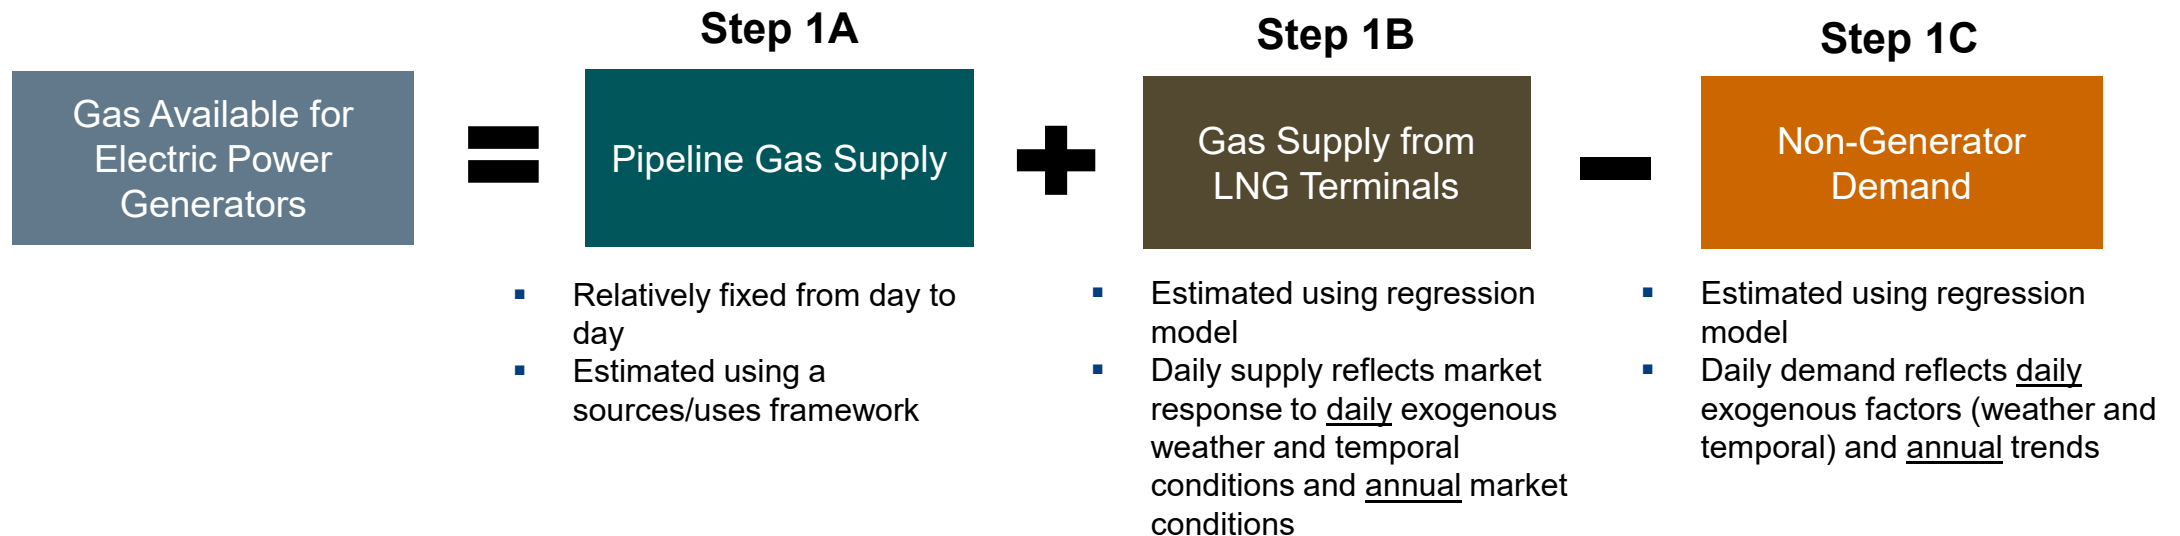 Step 1A
Step 1B
Step 1C
Gas Available for
Electric Power
Generators
=
Pipeline Gas Supply
+
Gas Supply from
LNG Terminals
-
Non-Generator
Demand
▪ Relatively fixed from day to
day
▪ Estimated using a
sources/uses framework
▪ Estimated using regression
model
▪ Daily supply reflects market
response to daily exogenous
weather and temporal
conditions and annual market
conditions
▪ Estimated using regression
model
▪ Daily demand reflects daily
exogenous factors (weather and
temporal) and annual trends